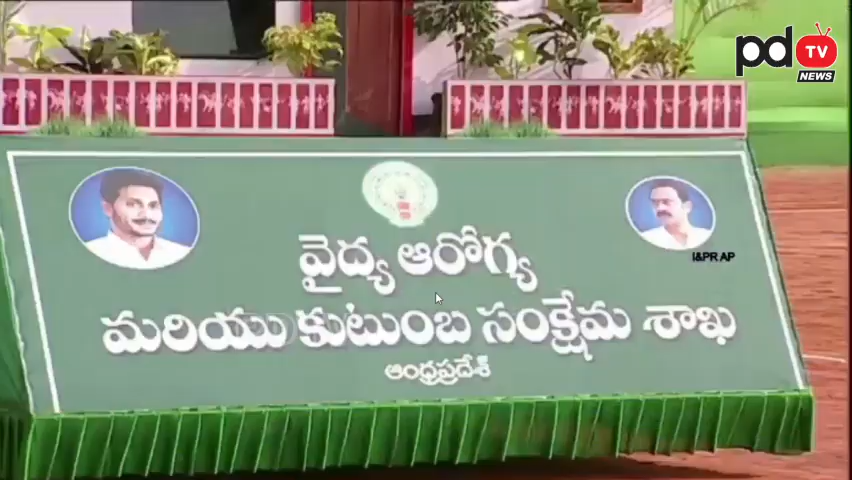 pd TV
NEWS
I&PR AP
వైద్య ఆరోగ్య
మరియు కుటుంబ సంక్షేమ శాఖ
ఆంధ్రప్రదేశ్